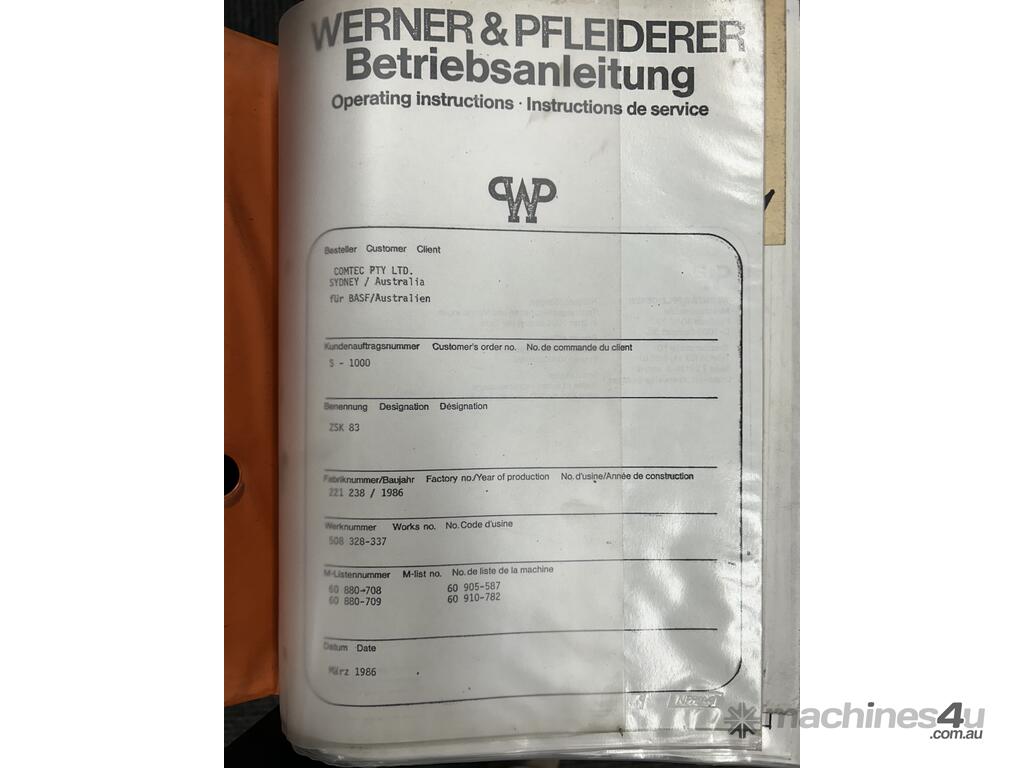 WERNER & PFLEIDERER
Betriebsanleitung
Operating instructions · Instructions de service
WP
Besteller Customer Client
COMTEC PTY LTD.
SYDNEY / Australia
für BASF/Australien
Kundenauftragsnummer Customer's order no. No. de commande du client
S - 1000
Benennung Designation Désignation
ZSK 83
Fabriknummer/Baujahr Factory no./Year of production No. d'usine/Année de construction
221 238 / 1986
Werknummer Works no. No. Code d'usine
508 328-337
M-Listennummer M-list no. No. de liste de la machine
60 880-708 60 905-587
60 880-709 60 910-782
Datum Date
März 1986
machines4u
.com.au